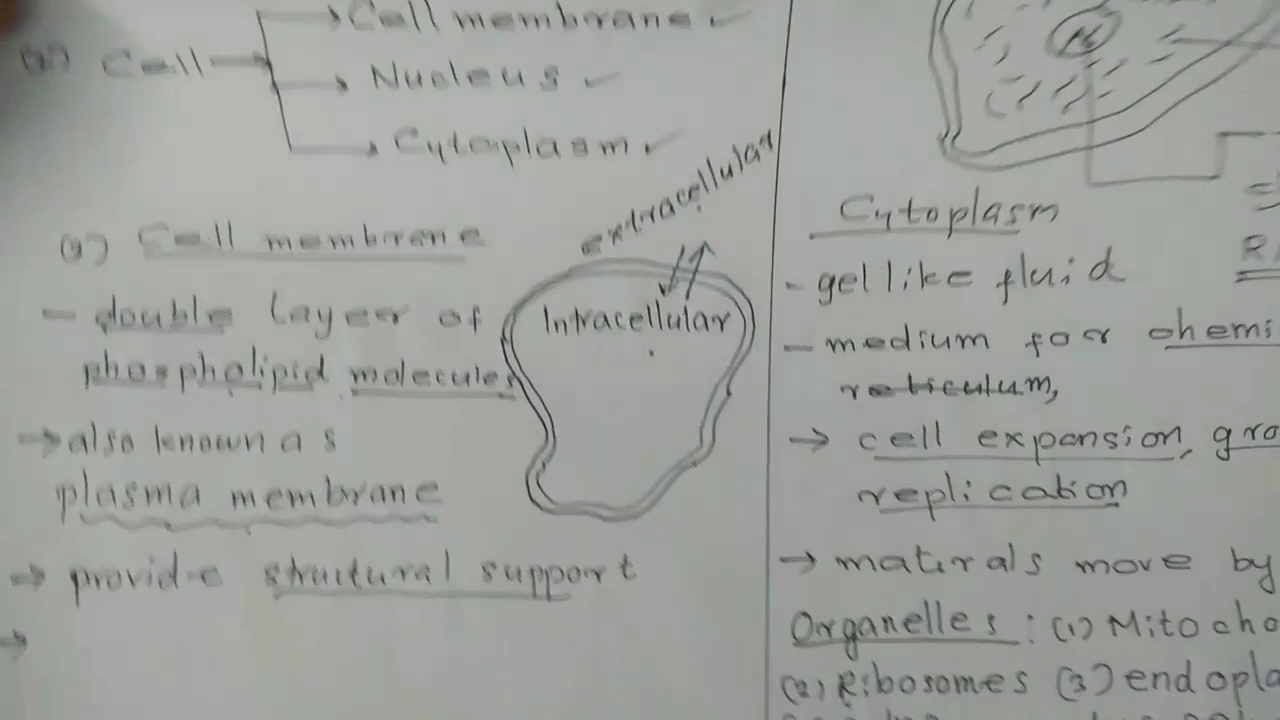 Cell
Cell membrane
Nucleus
Cytoplasm
(a) Cell membrane
- double layer of
phospholipid molecules
→ also known as
plasma membrane
→ provide structural support
→
extracellular
Intracellular
Cytoplasm
- gel like fluid
- medium for chemi
reticulum,
→ cell expansion, gro
replication
→ matirals move by
Organelles: (1) Mitocho
(2) Ribosomes (3) endopla